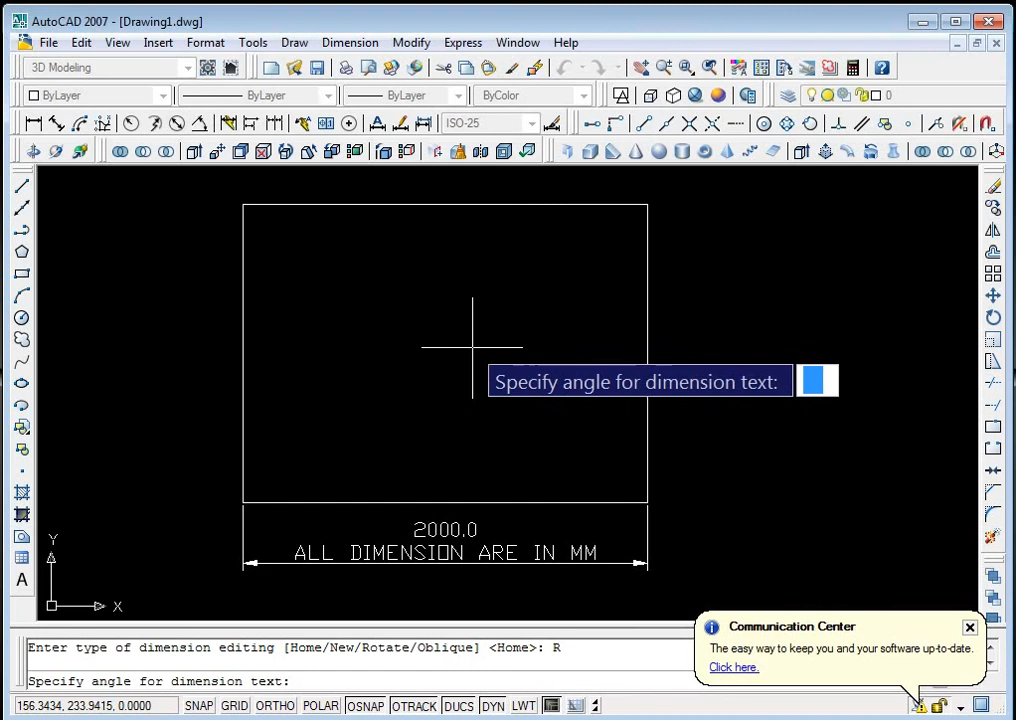 AutoCAD 2007 - [Drawing1.dwg]
File Edit View Insert Format Tools Draw Dimension Modify Express Window Help
3D Modeling
ByLayer ByLayer ByLayer ByColor 0
ISO-25
Specify angle for dimension text:
2000.0
ALL DIMENSION ARE IN MM
Y
X
A
Communication Center
The easy way to keep you and your software up-to-date.
Click here.
Enter type of dimension editing [Home/New/Rotate/Oblique] <Home>: R
Specify angle for dimension text:
156.3434, 233.9415, 0.0000 SNAP GRID ORTHO POLAR OSNAP OTRACK DUCS DYN LWT